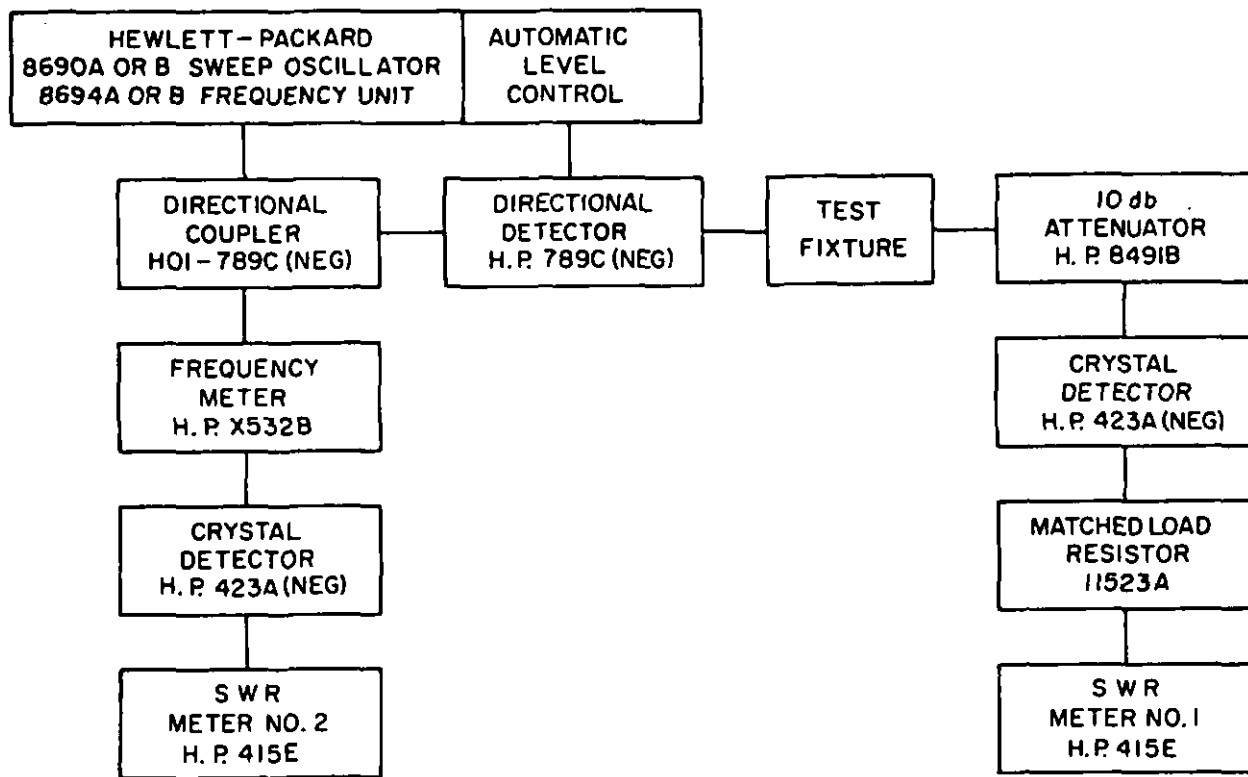 HEWLETT-PACKARD
8690A OR B SWEEP OSCILLATOR
8694A OR B FREQUENCY UNIT
AUTOMATIC
LEVEL
CONTROL
DIRECTIONAL
COUPLER
HO1-789C (NEG)
DIRECTIONAL
DETECTOR
H.P. 789C (NEG)
TEST
FIXTURE
10 db
ATTENUATOR
H.P. 8491B
FREQUENCY
METER
H.P. X532B
CRYSTAL
DETECTOR
H.P. 423A (NEG)
CRYSTAL
DETECTOR
H.P. 423A (NEG)
MATCHED LOAD
RESISTOR
11523A
SWR
METER NO. 2
H.P. 415E
SWR
METER NO. 1
H.P. 415E